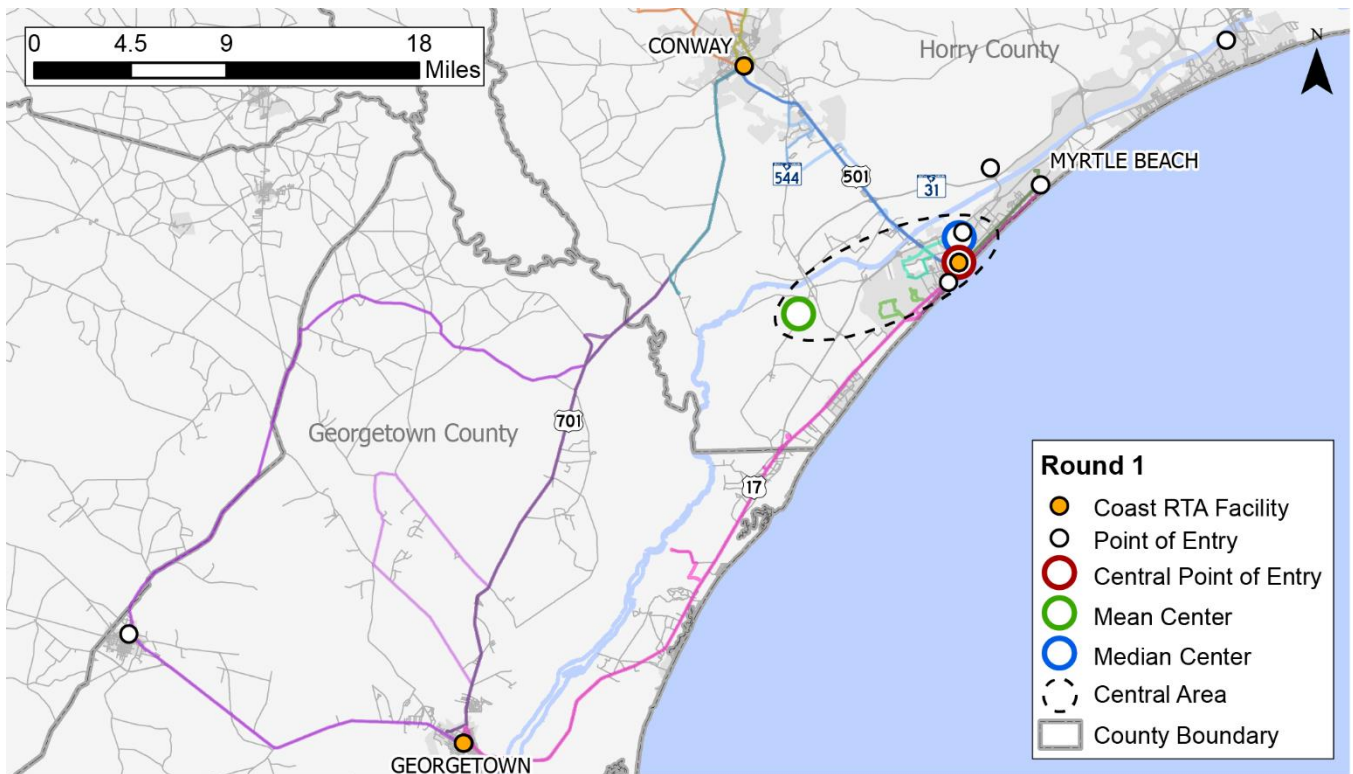 0 4.5 9 18
Miles
CONWAY
Horry County
N
MYRTLE BEACH
544
501
31
701
Georgetown County
17
GEORGETOWN
Round 1
Coast RTA Facility
Point of Entry
Central Point of Entry
Mean Center
Median Center
Central Area
County Boundary